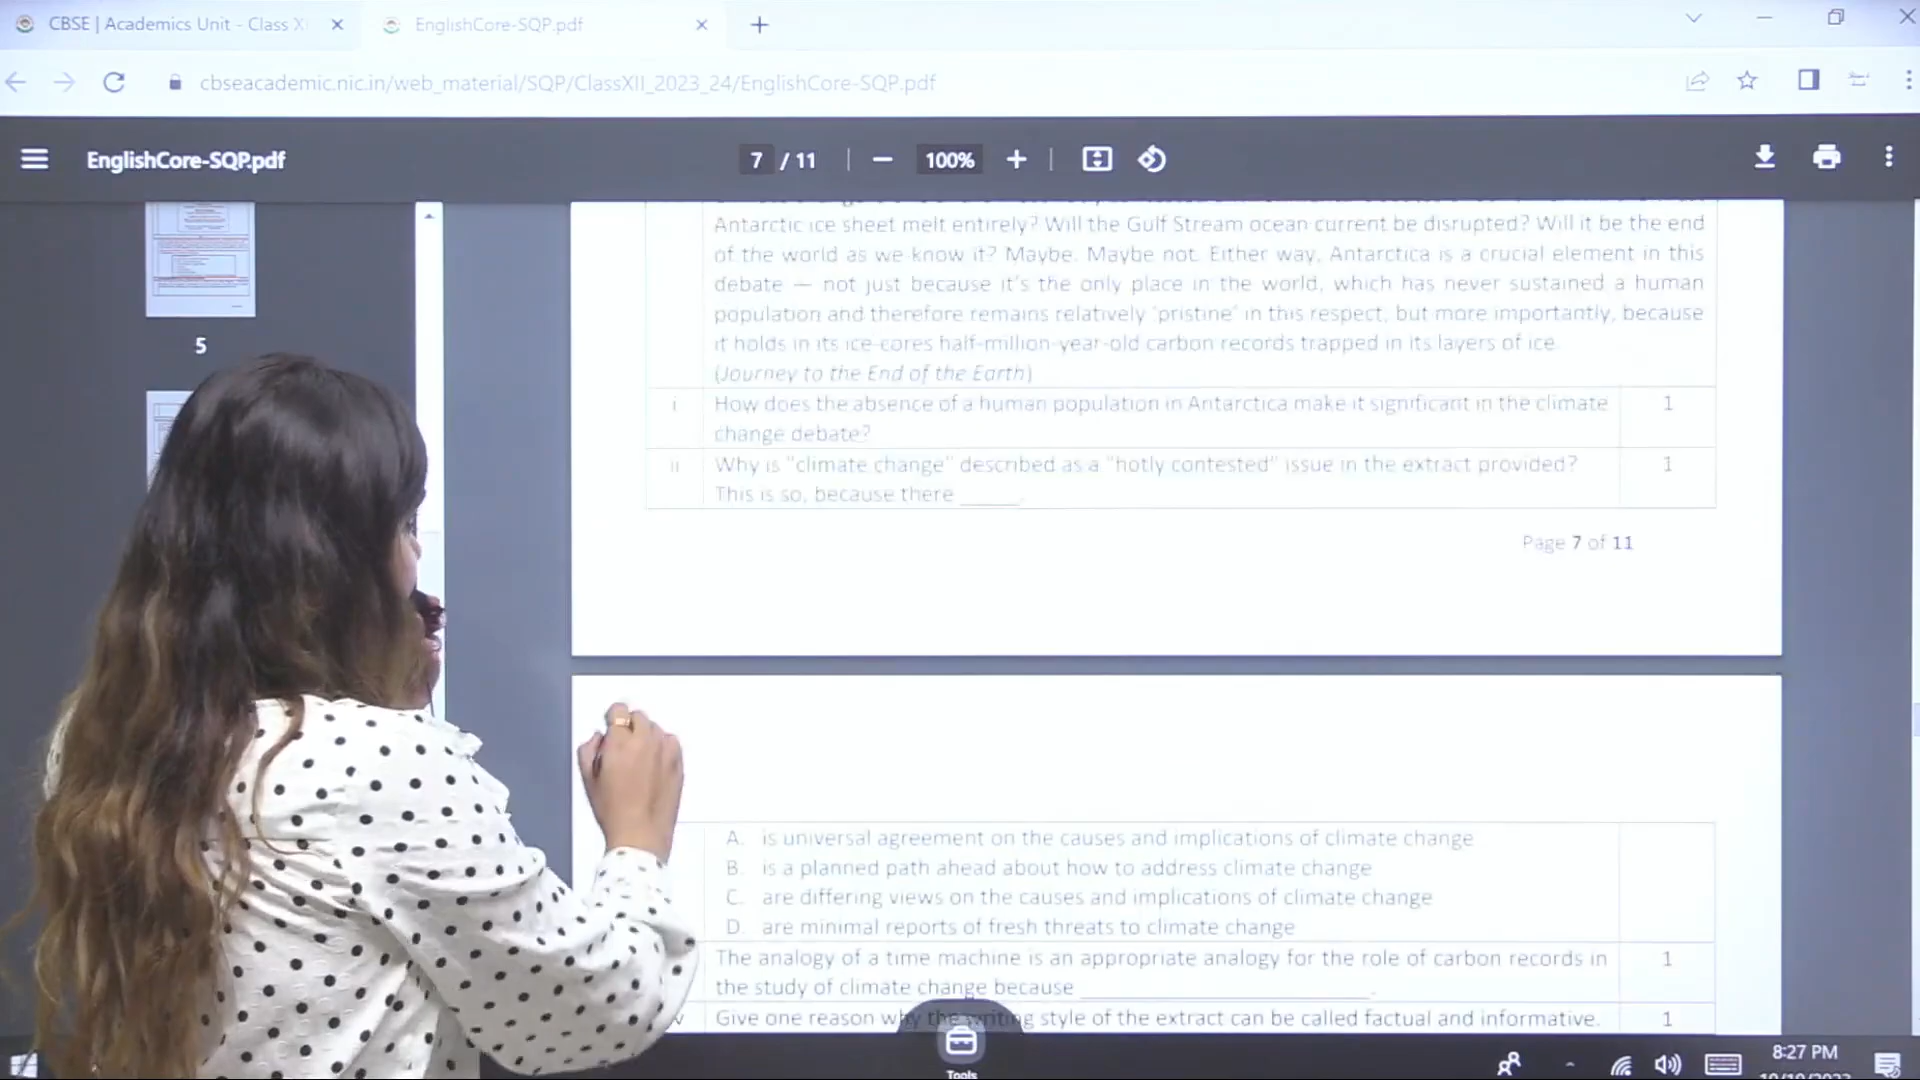 CBSE | Academics Unit - Class X
EnglishCore-SQP.pdf
cbseacademic.nic.in/web_material/SQP/ClassXII_2023_24/EnglishCore-SQP.pdf
EnglishCore-SQP.pdf
7 / 11
100%
5
Antarctic ice sheet melt entirely? Will the Gulf Stream ocean current be disrupted? Will it be the end
of the world as we know it? Maybe. Maybe not. Either way, Antarctica is a crucial element in this
debate — not just because it's the only place in the world, which has never sustained a human
population and therefore remains relatively 'pristine' in this respect, but more importantly, because
it holds in its ice-cores half-million-year-old carbon records trapped in its layers of ice.
(Journey to the End of the Earth)
i How does the absence of a human population in Antarctica make it significant in the climate 1
change debate?
ii Why is "climate change" described as a "hotly contested" issue in the extract provided? 1
This is so, because there ______.
Page 7 of 11
A. is universal agreement on the causes and implications of climate change
B. is a planned path ahead about how to address climate change
C. are differing views on the causes and implications of climate change
D. are minimal reports of fresh threats to climate change
The analogy of a time machine is an appropriate analogy for the role of carbon records in 1
the study of climate change because ______________________________.
Give one reason why the writing style of the extract can be called factual and informative. 1
Tools
8:27 PM